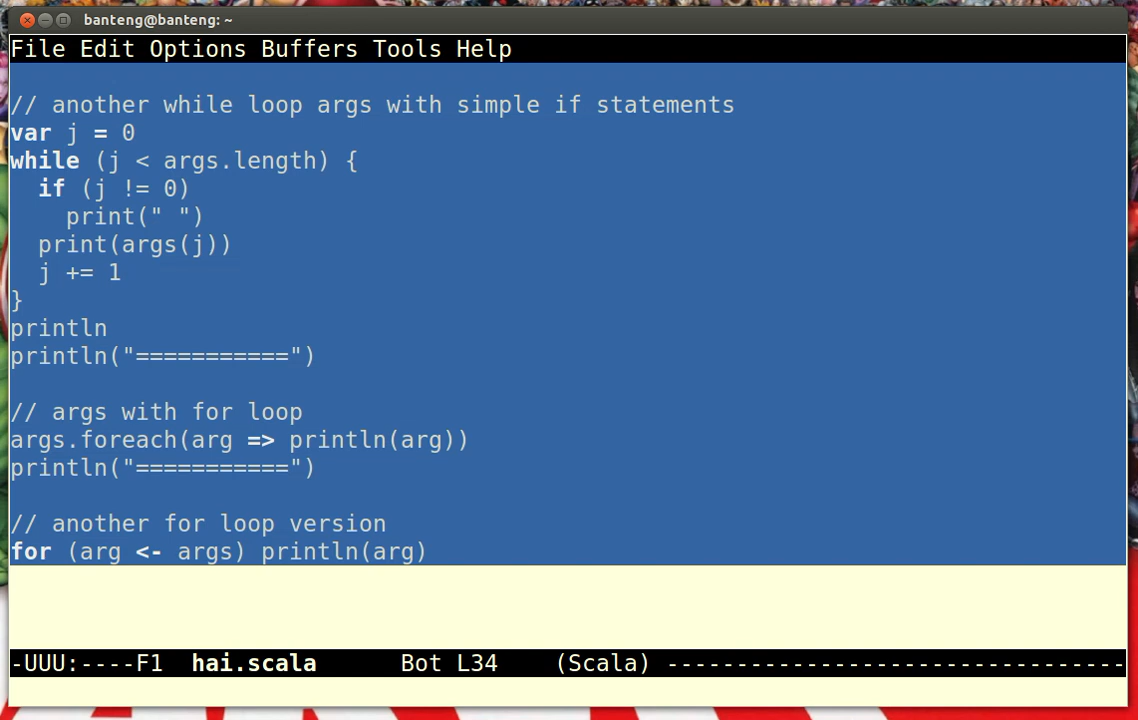 banteng@banteng: ~
File Edit Options Buffers Tools Help
// another while loop args with simple if statements
var j = 0
while (j < args.length) {
  if (j != 0)
    print(" ")
  print(args(j))
  j += 1
}
println
println("===========")
// args with for loop
args.foreach(arg => println(arg))
println("===========")
// another for loop version
for (arg <- args) println(arg)
-UUU:----F1  hai.scala      Bot L34    (Scala) ---------------------------------